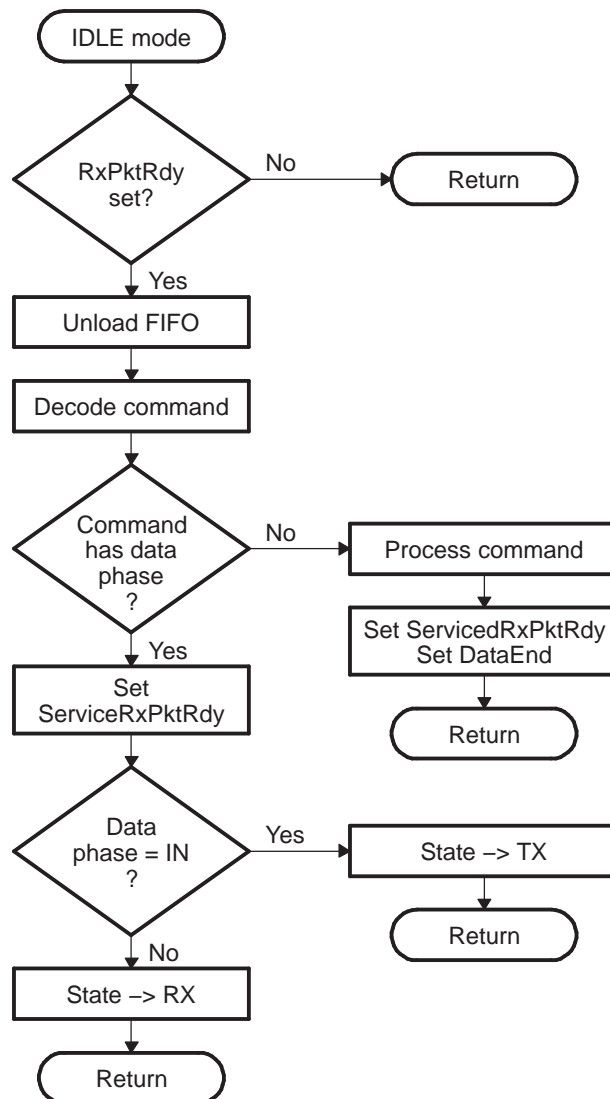 IDLE mode
RxPktRdy
set?
No
Return
Yes
Unload FIFO
Decode command
Command
has data
phase
?
No
Process command
Set ServicedRxPktRdy
Set DataEnd
Return
Yes
Set
ServiceRxPktRdy
Data
phase = IN
?
Yes
State –> TX
Return
No
State –> RX
Return